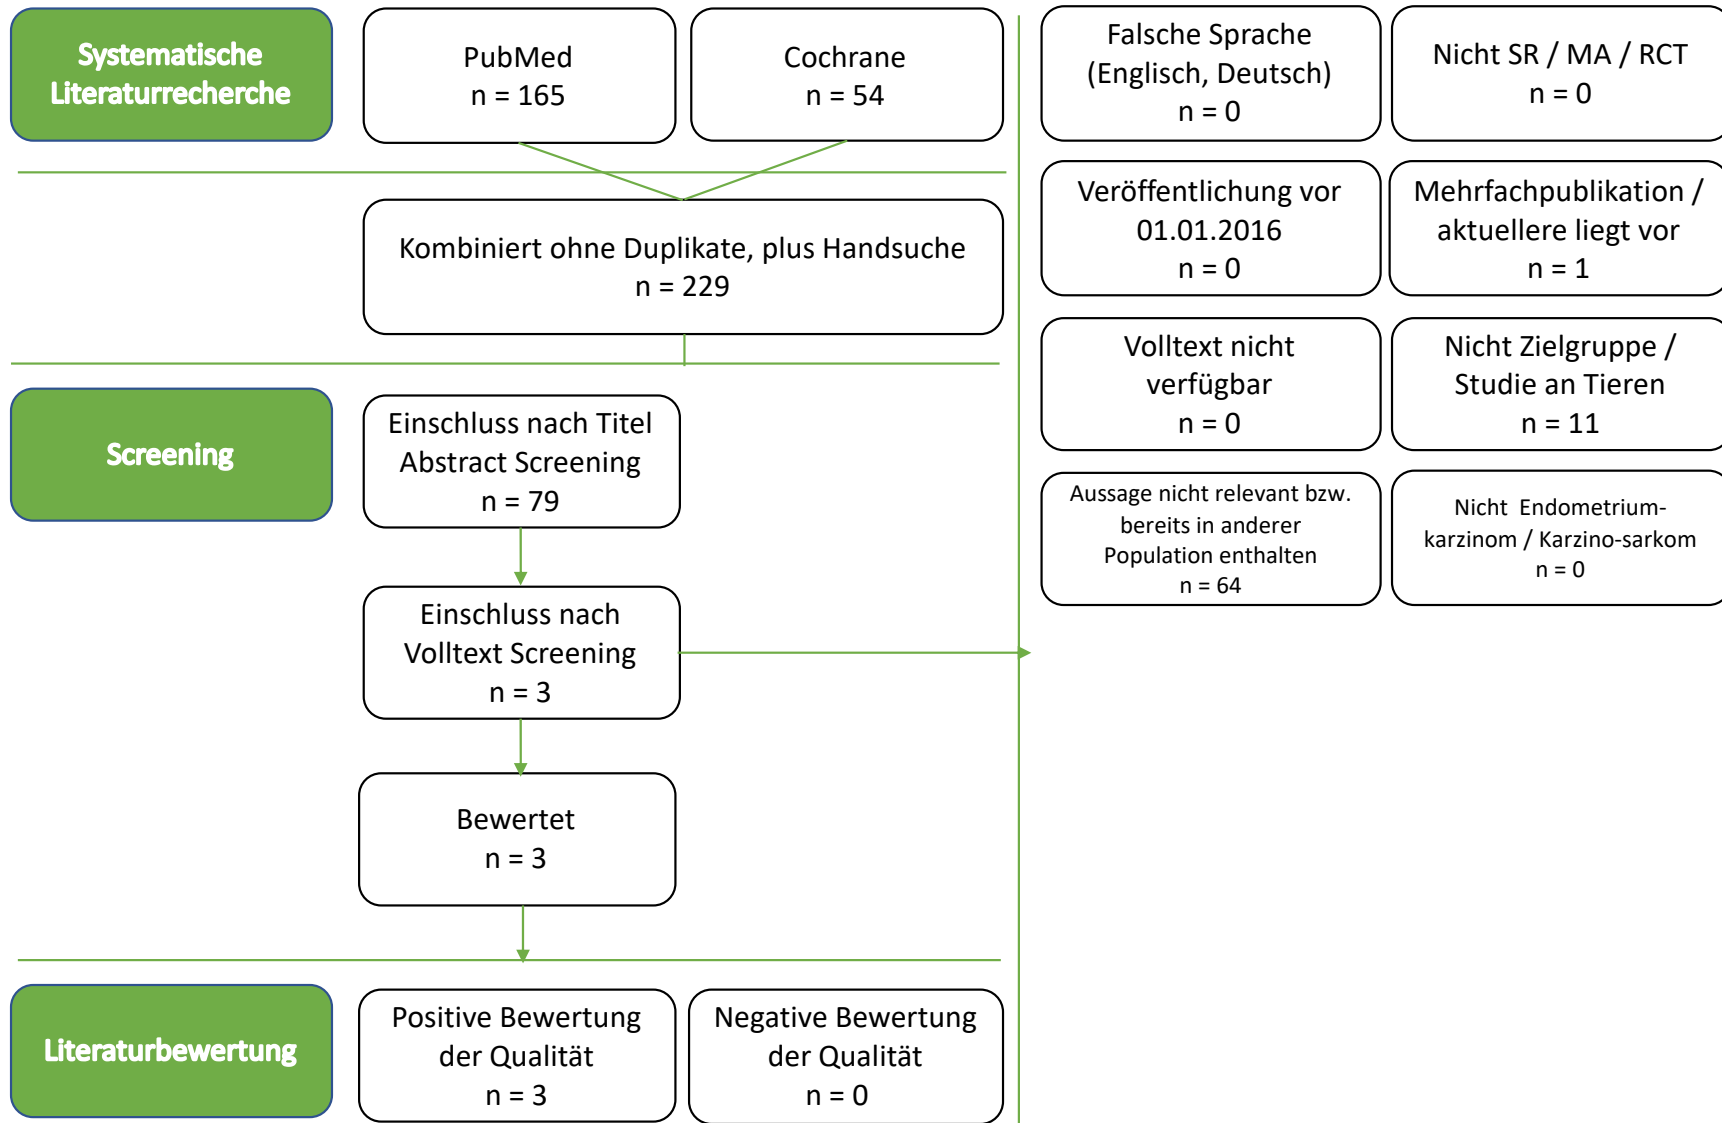 Systematische
Literaturrecherche
PubMed
n = 165
Cochrane
n = 54
Kombiniert ohne Duplikate, plus Handsuche
n = 229
Screening
Einschluss nach Titel
Abstract Screening
n = 79
Einschluss nach
Volltext Screening
n = 3
Bewertet
n = 3
Literaturbewertung
Positive Bewertung
der Qualität
n = 3
Negative Bewertung
der Qualität
n = 0
Falsche Sprache
(Englisch, Deutsch)
n = 0
Nicht SR / MA / RCT
n = 0
Veröffentlichung vor
01.01.2016
n = 0
Mehrfachpublikation /
aktuellere liegt vor
n = 1
Volltext nicht
verfügbar
n = 0
Nicht Zielgruppe /
Studie an Tieren
n = 11
Aussage nicht relevant bzw.
bereits in anderer
Population enthalten
n = 64
Nicht Endometrium-
karzinom / Karzino-sarkom
n = 0